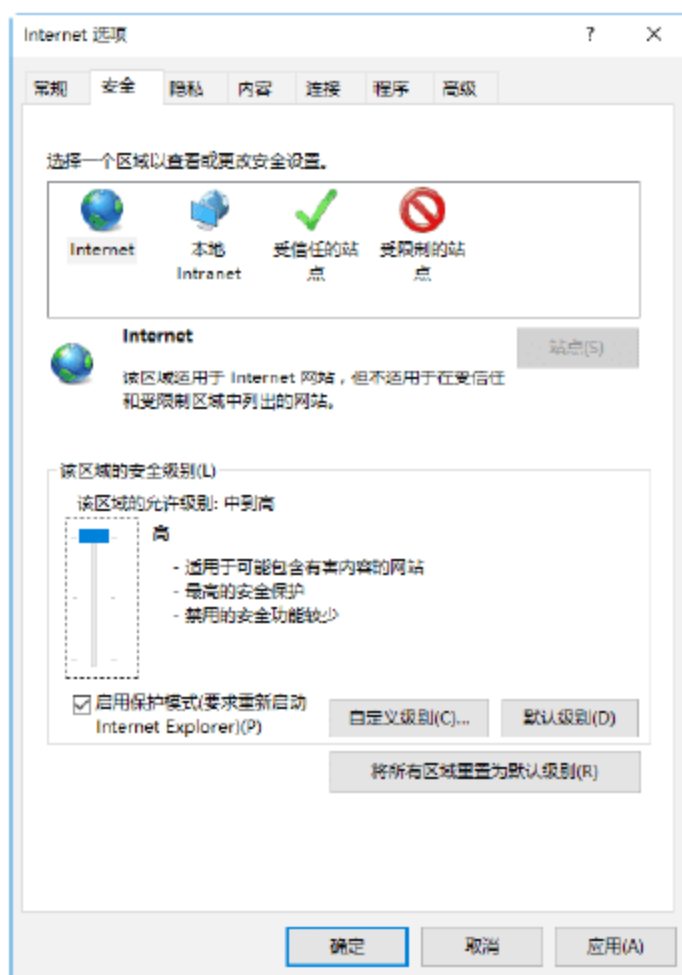 Internet 选项
?
×
常规 安全 隐私 内容 连接 程序 高级
选择一个区域以查看或更改安全设置。
Internet
本地
Intranet
受信任的站
点
受限制的站
点
Internet
站点(S)
该区域适用于 Internet 网站，但不适用于在受信任
和受限制区域中列出的网站。
该区域的安全级别(L)
该区域的允许级别: 中到高
高
- 适用于可能包含有害内容的网站
- 最高的安全保护
- 禁用的安全功能较少
启用保护模式(要求重新启动
Internet Explorer)(P)
自定义级别(C)...
默认级别(D)
将所有区域重置为默认级别(R)
确定
取消
应用(A)